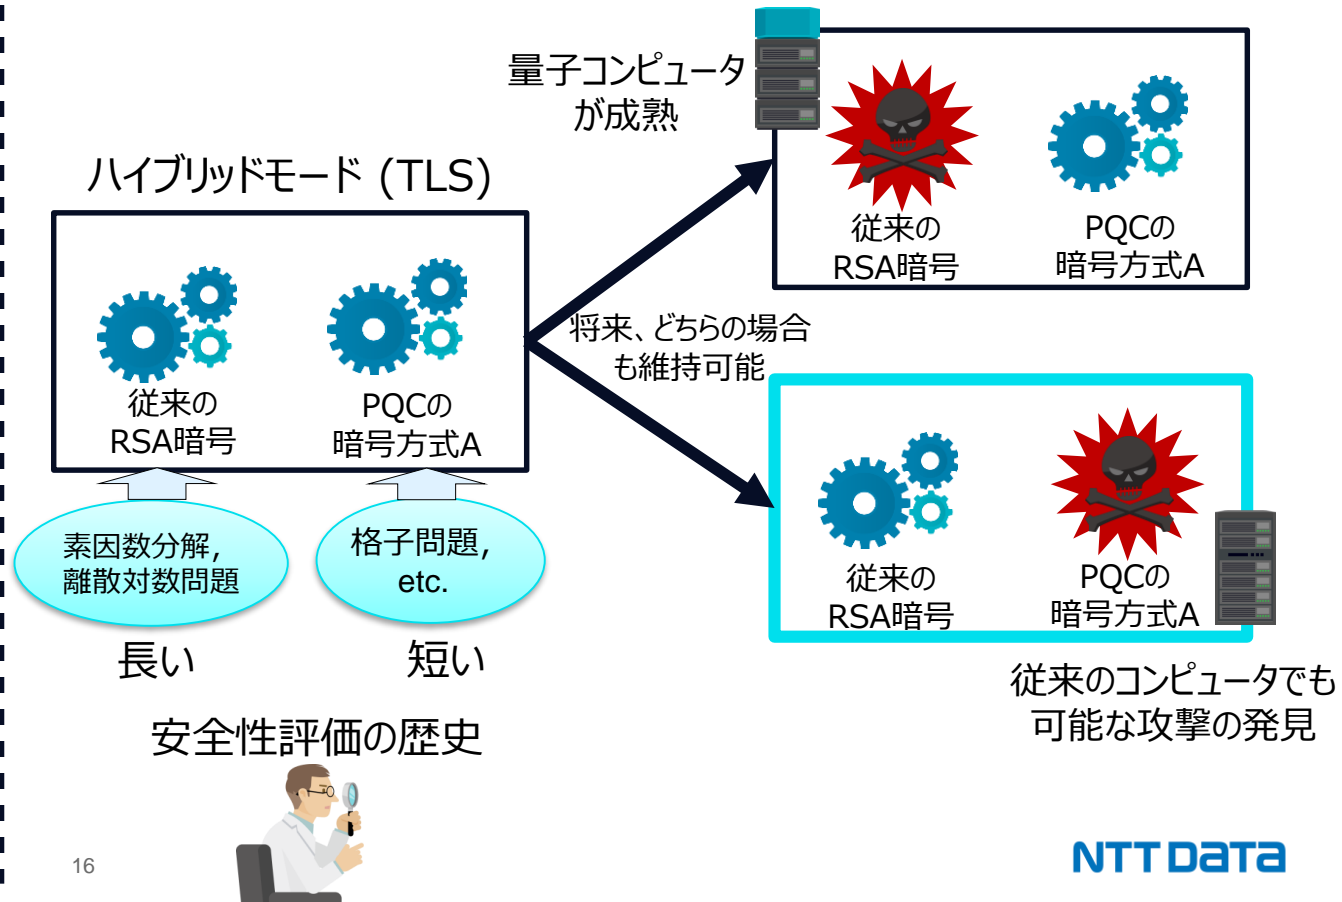 量子コンピュータ
が成熟
従来の
RSA暗号
PQCの
暗号方式A
ハイブリッドモード (TLS)
従来の
RSA暗号
PQCの
暗号方式A
将来、どちらの場合
も維持可能
素因数分解,
離散対数問題
格子問題,
etc.
長い
短い
安全性評価の歴史
従来の
RSA暗号
PQCの
暗号方式A
従来のコンピュータでも
可能な攻撃の発見
16
NTT DATA